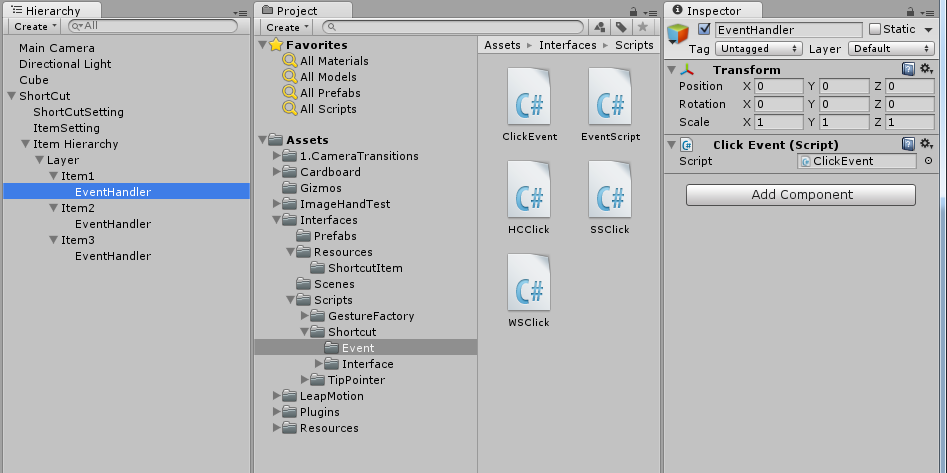 Hierarchy
Create
All
Main Camera
Directional Light
Cube
ShortCut
ShortCutSetting
ItemSetting
Item Hierarchy
Layer
Item1
EventHandler
Item2
EventHandler
Item3
EventHandler
Project
Create
Favorites
All Materials
All Models
All Prefabs
All Scripts
Assets
1.CameraTransitions
Cardboard
Gizmos
ImageHandTest
Interfaces
Prefabs
Resources
ShortcutItem
Scenes
Scripts
GestureFactory
Shortcut
Event
Interface
TipPointer
LeapMotion
Plugins
Resources
Assets Interfaces Scripts
C# C#
ClickEvent EventScript
C# C#
HCClick SSClick
C#
WSClick
Inspector
EventHandler Static
Tag Untagged Layer Default
Transform
Position X 0 Y 0 Z 0
Rotation X 0 Y 0 Z 0
Scale X 1 Y 1 Z 1
Click Event (Script)
Script ClickEvent
Add Component